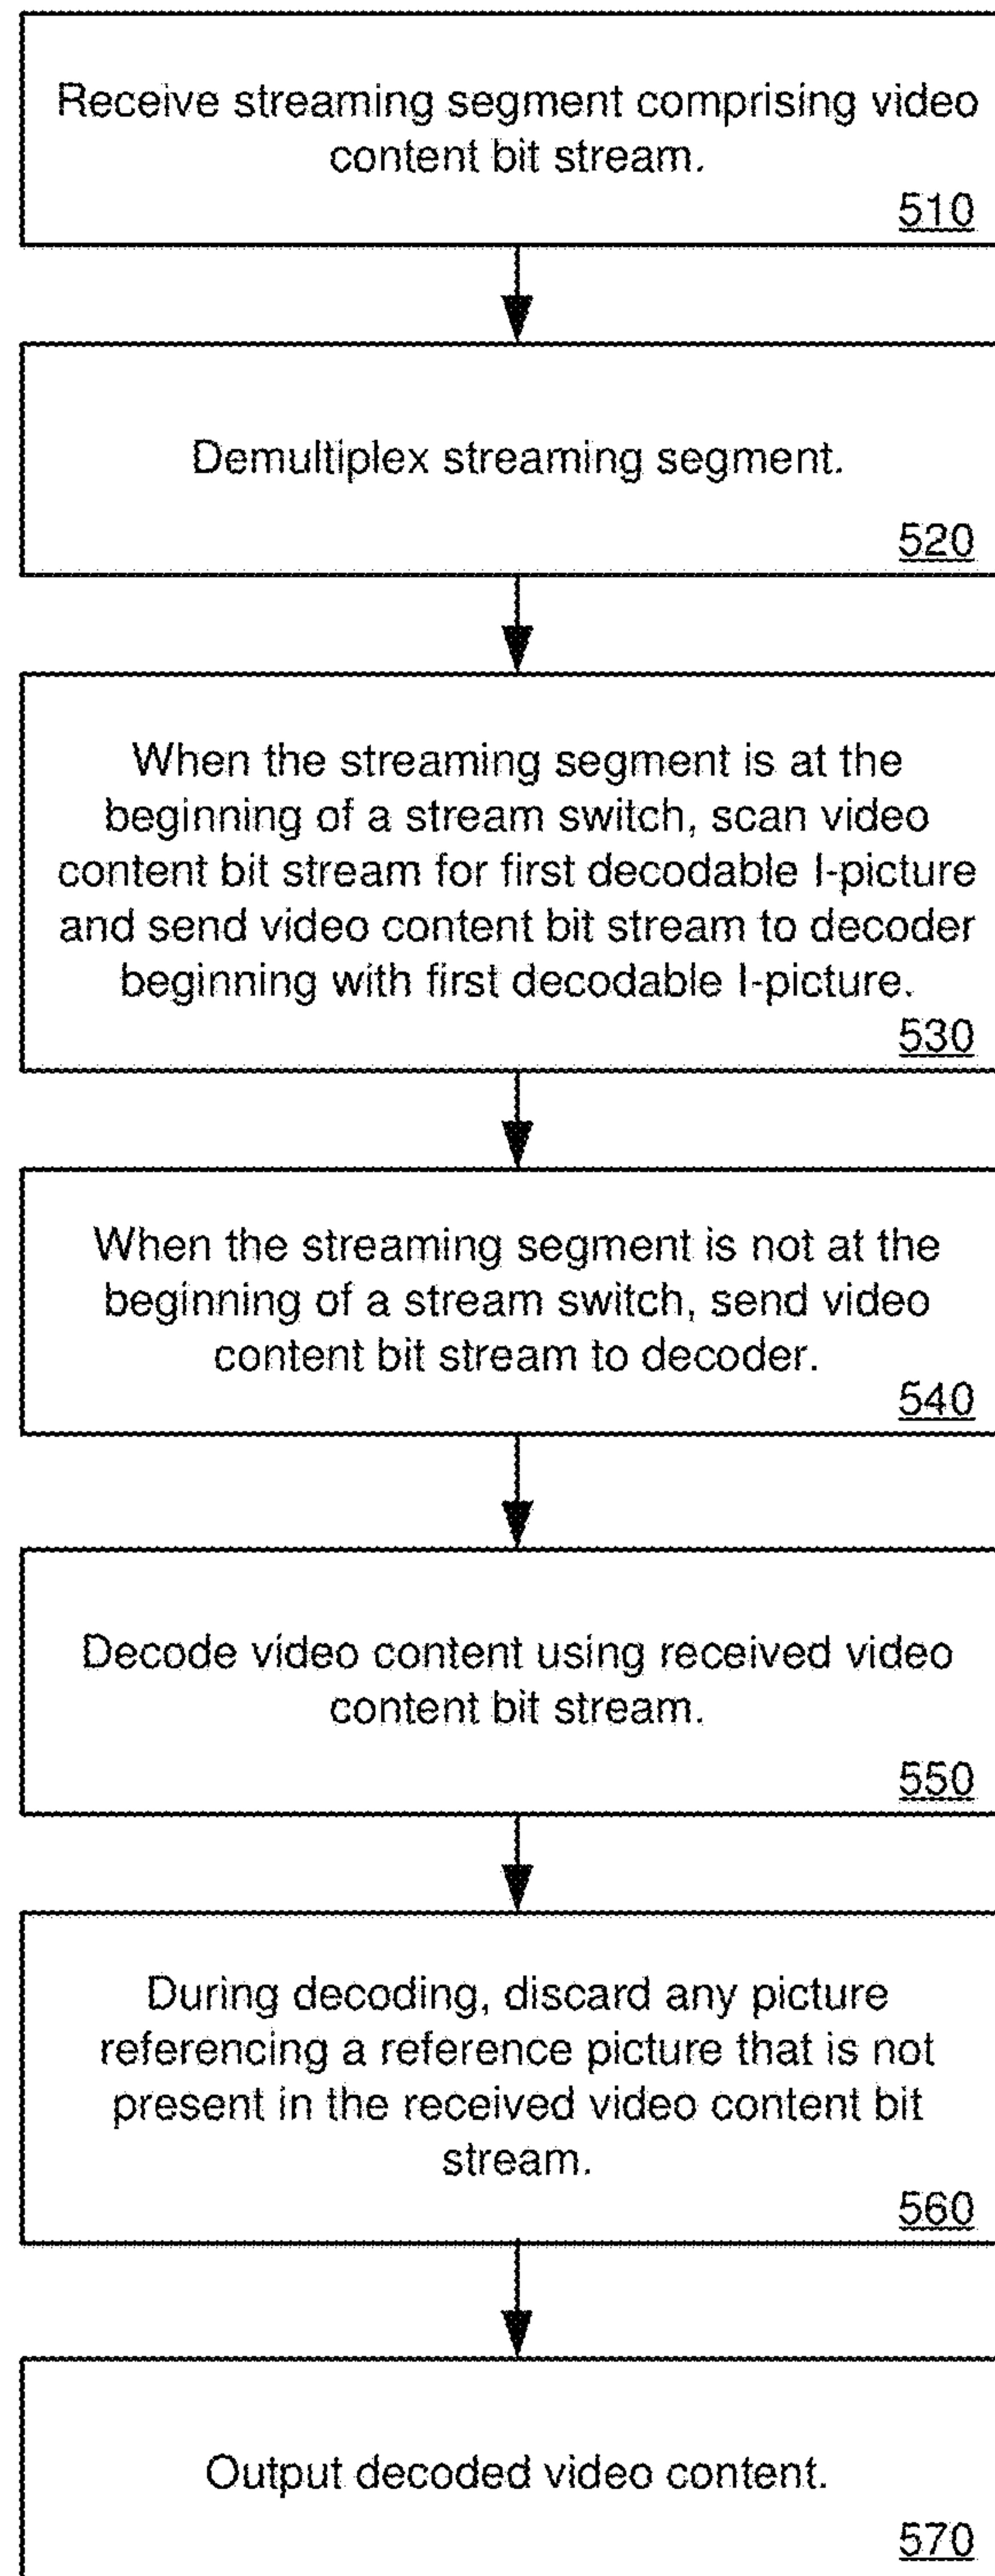 Receive streaming segment comprising video
content bit stream.
510
Demultiplex streaming segment.
520
When the streaming segment is at the
beginning of a stream switch, scan video
content bit stream for first decodable I-picture
and send video content bit stream to decoder
beginning with first decodable I-picture.
530
When the streaming segment is not at the
beginning of a stream switch, send video
content bit stream to decoder.
540
Decode video content using received video
content bit stream.
550
During decoding, discard any picture
referencing a reference picture that is not
present in the received video content bit
stream.
560
Output decoded video content.
570